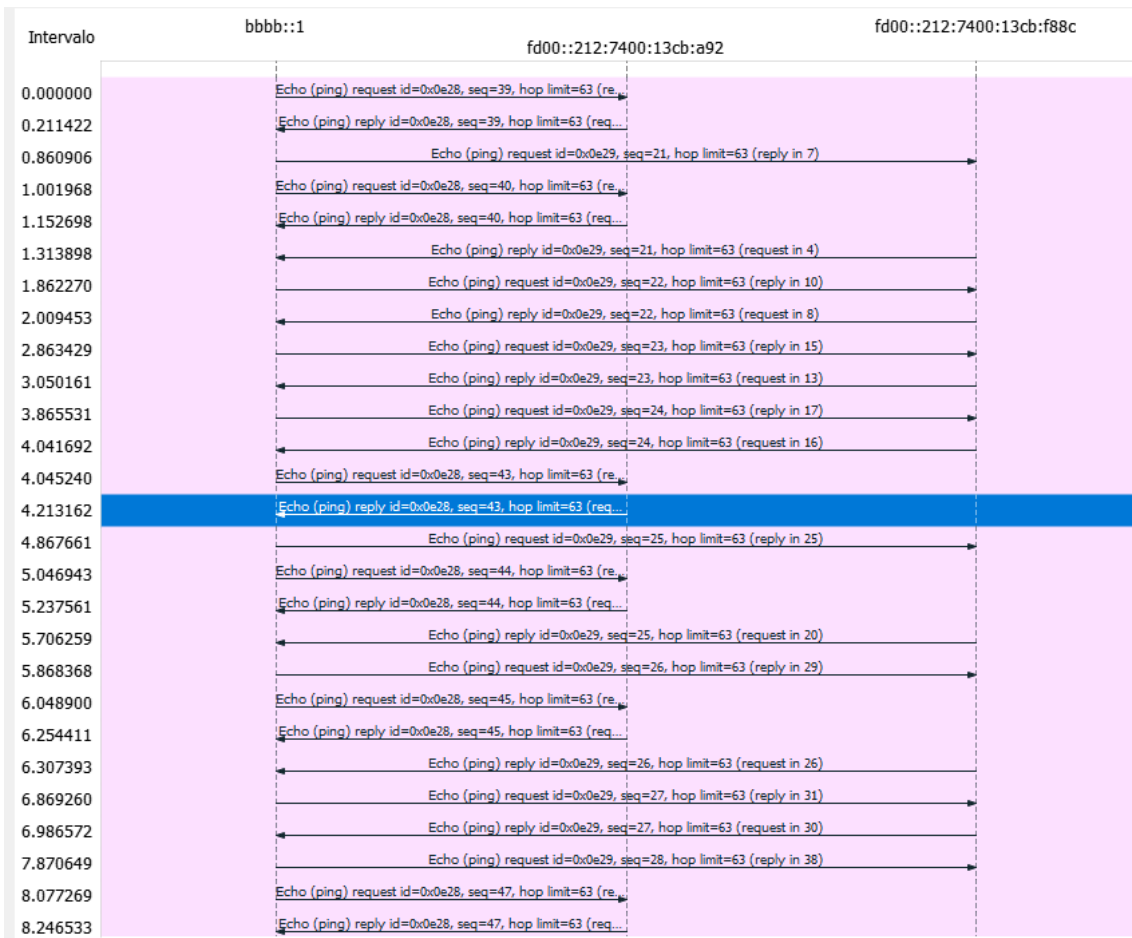 Intervalo
bbbb::1
fd00::212:7400:13cb:a92
fd00::212:7400:13cb:f88c
0.000000 Echo (ping) request id=0x0e28, seq=39, hop limit=63 (re...
0.211422 Echo (ping) reply id=0x0e28, seq=39, hop limit=63 (req...
0.860906 Echo (ping) request id=0x0e29, seq=21, hop limit=63 (reply in 7)
1.001968 Echo (ping) request id=0x0e28, seq=40, hop limit=63 (re...
1.152698 Echo (ping) reply id=0x0e28, seq=40, hop limit=63 (req...
1.313898 Echo (ping) reply id=0x0e29, seq=21, hop limit=63 (request in 4)
1.862270 Echo (ping) request id=0x0e29, seq=22, hop limit=63 (reply in 10)
2.009453 Echo (ping) reply id=0x0e29, seq=22, hop limit=63 (request in 8)
2.863429 Echo (ping) request id=0x0e29, seq=23, hop limit=63 (reply in 15)
3.050161 Echo (ping) reply id=0x0e29, seq=23, hop limit=63 (request in 13)
3.865531 Echo (ping) request id=0x0e29, seq=24, hop limit=63 (reply in 17)
4.041692 Echo (ping) reply id=0x0e29, seq=24, hop limit=63 (request in 16)
4.045240 Echo (ping) request id=0x0e28, seq=43, hop limit=63 (re...
4.213162 Echo (ping) reply id=0x0e28, seq=43, hop limit=63 (req...
4.867661 Echo (ping) request id=0x0e29, seq=25, hop limit=63 (reply in 25)
5.046943 Echo (ping) request id=0x0e28, seq=44, hop limit=63 (re...
5.237561 Echo (ping) reply id=0x0e28, seq=44, hop limit=63 (req...
5.706259 Echo (ping) reply id=0x0e29, seq=25, hop limit=63 (request in 20)
5.868368 Echo (ping) request id=0x0e29, seq=26, hop limit=63 (reply in 29)
6.048900 Echo (ping) request id=0x0e28, seq=45, hop limit=63 (re...
6.254411 Echo (ping) reply id=0x0e28, seq=45, hop limit=63 (req...
6.307393 Echo (ping) reply id=0x0e29, seq=26, hop limit=63 (request in 26)
6.869260 Echo (ping) request id=0x0e29, seq=27, hop limit=63 (reply in 31)
6.986572 Echo (ping) reply id=0x0e29, seq=27, hop limit=63 (request in 30)
7.870649 Echo (ping) request id=0x0e29, seq=28, hop limit=63 (reply in 38)
8.077269 Echo (ping) request id=0x0e28, seq=47, hop limit=63 (re...
8.246533 Echo (ping) reply id=0x0e28, seq=47, hop limit=63 (req...